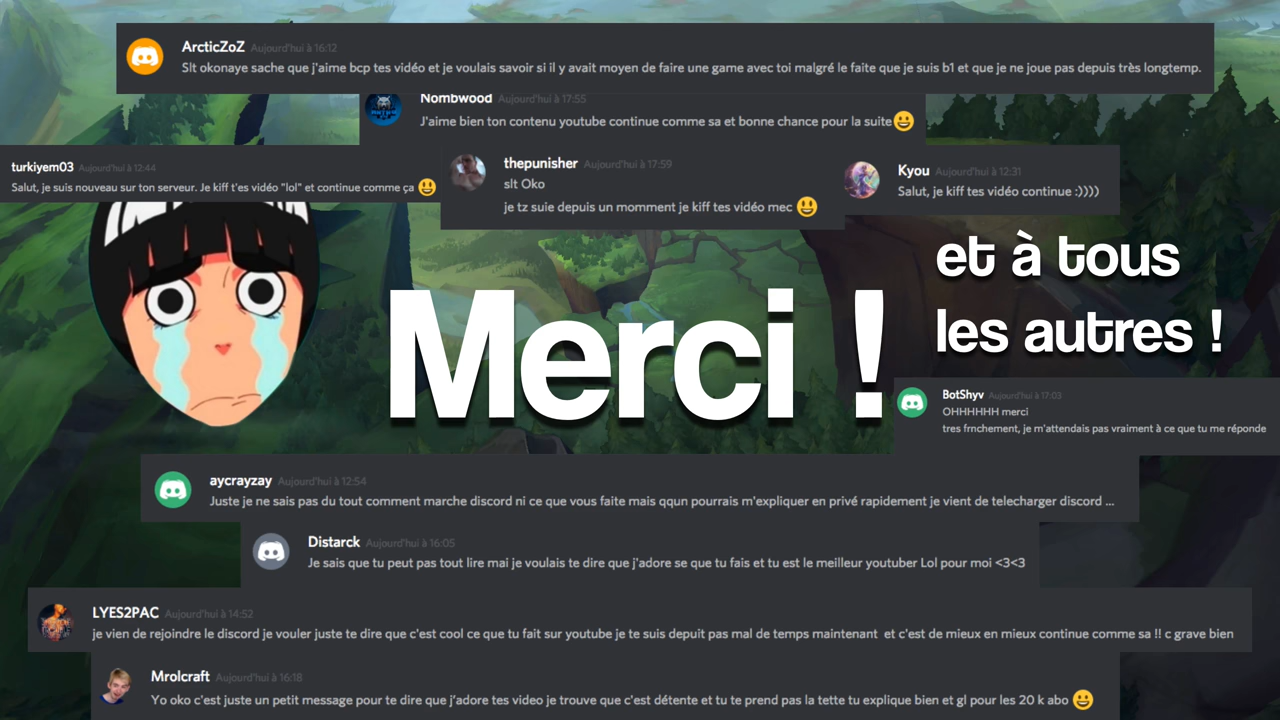 ArcticZoZ Aujourd'hui à 16:12
Slt okonaye sache que j'aime bcp tes vidéo et je voulais savoir si il y avait moyen de faire une game avec toi malgré le faite que je suis b1 et que je ne joue pas depuis très longtemp.
Nombwood Aujourd'hui à 17:55
J'aime bien ton contenu youtube continue comme sa et bonne chance pour la suite😃
turkiyem03 Aujourd'hui à 12:44
Salut, je suis nouveau sur ton serveur. Je kiff t'es vidéo "lol" et continue comme ça 😃
thepunisher Aujourd'hui à 17:59
slt Oko
je tz suie depuis un momment je kiff tes vidéo mec 😃
Kyou Aujourd'hui à 12:31
Salut, je kiff tes vidéo continue :))))
Merci !
et à tous
les autres !
BotShyv Aujourd'hui à 17:03
OHHHHHH merci
tres frnchement, je m'attendais pas vraiment à ce que tu me réponde
aycrayzay Aujourd'hui à 12:54
Juste je ne sais pas du tout comment marche discord ni ce que vous faite mais qqun pourrais m'expliquer en privé rapidement je vient de telecharger discord ...
Distarck Aujourd'hui à 16:05
Je sais que tu peut pas tout lire mai je voulais te dire que j'adore se que tu fais et tu est le meilleur youtuber Lol pour moi <3<3
LYES2PAC Aujourd'hui à 14:52
je vien de rejoindre le discord je vouler juste te dire que c'est cool ce que tu fait sur youtube je te suis depuit pas mal de temps maintenant et c'est de mieux en mieux continue comme sa !! c grave bien
Mrolcraft Aujourd'hui à 16:18
Yo oko c'est juste un petit message pour te dire que j'adore tes video je trouve que c'est détente et tu te prend pas la tette tu explique bien et gl pour les 20 k abo 😃